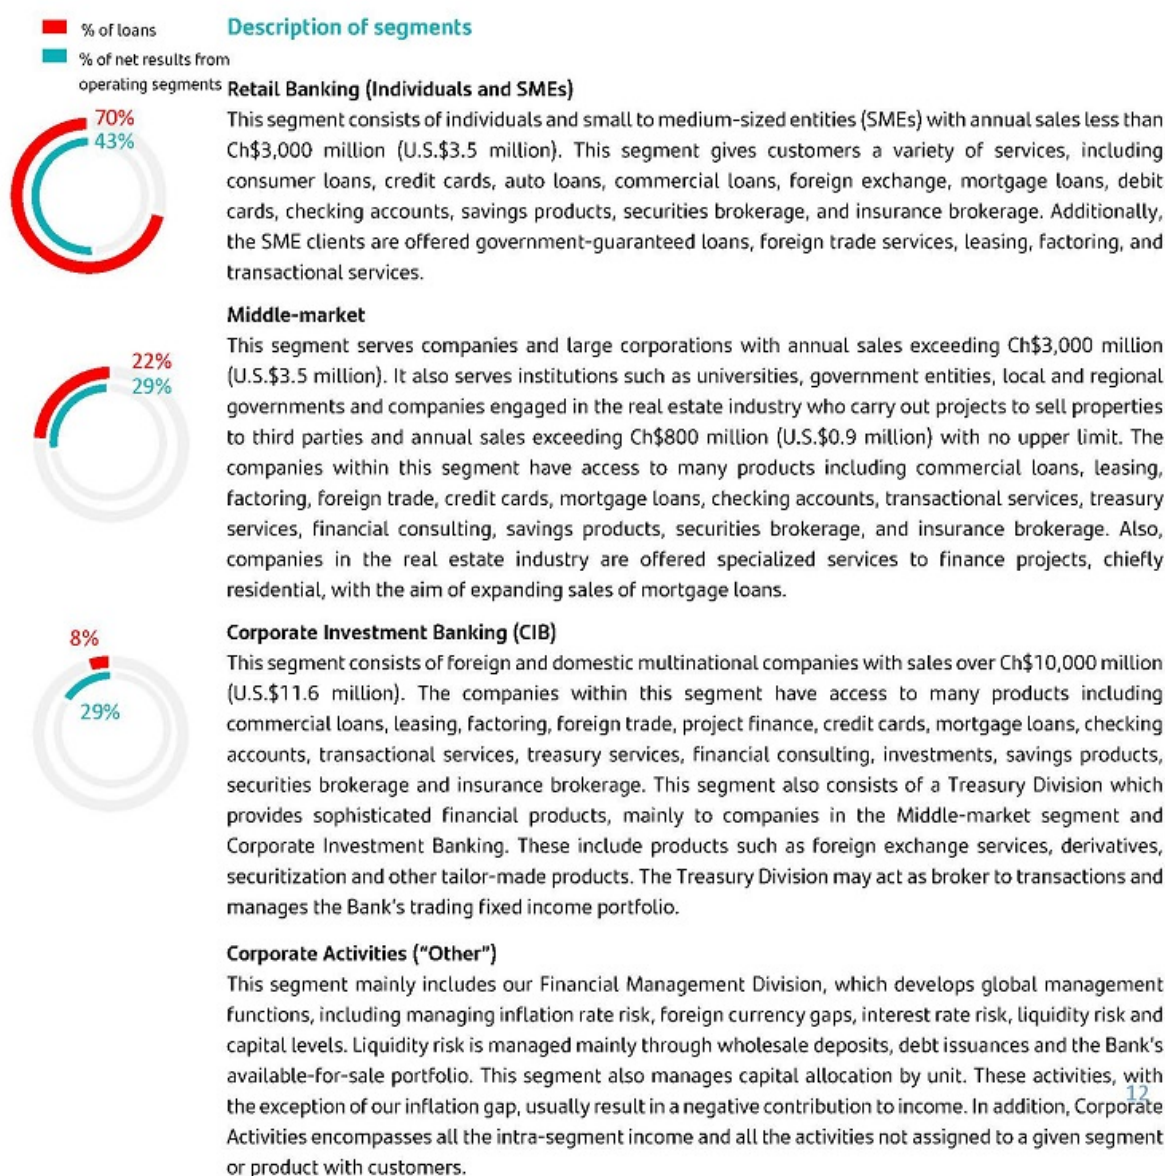 % of loans
% of net results from
operating segments
Description of segments
Retail Banking (Individuals and SMEs)
70%
43%
This segment consists of individuals and small to medium-sized entities (SMEs) with annual sales less than
Ch$3,000 million (U.S.$3.5 million). This segment gives customers a variety of services, including
consumer loans, credit cards, auto loans, commercial loans, foreign exchange, mortgage loans, debit
cards, checking accounts, savings products, securities brokerage, and insurance brokerage. Additionally,
the SME clients are offered government-guaranteed loans, foreign trade services, leasing, factoring, and
transactional services.
Middle-market
22%
29%
This segment serves companies and large corporations with annual sales exceeding Ch$3,000 million
(U.S.$3.5 million). It also serves institutions such as universities, government entities, local and regional
governments and companies engaged in the real estate industry who carry out projects to sell properties
to third parties and annual sales exceeding Ch$800 million (U.S.$0.9 million) with no upper limit. The
companies within this segment have access to many products including commercial loans, leasing,
factoring, foreign trade, credit cards, mortgage loans, checking accounts, transactional services, treasury
services, financial consulting, savings products, securities brokerage, and insurance brokerage. Also,
companies in the real estate industry are offered specialized services to finance projects, chiefly
residential, with the aim of expanding sales of mortgage loans.
Corporate Investment Banking (CIB)
8%
29%
This segment consists of foreign and domestic multinational companies with sales over Ch$10,000 million
(U.S.$11.6 million). The companies within this segment have access to many products including
commercial loans, leasing, factoring, foreign trade, project finance, credit cards, mortgage loans, checking
accounts, transactional services, treasury services, financial consulting, investments, savings products,
securities brokerage and insurance brokerage. This segment also consists of a Treasury Division which
provides sophisticated financial products, mainly to companies in the Middle-market segment and
Corporate Investment Banking. These include products such as foreign exchange services, derivatives,
securitization and other tailor-made products. The Treasury Division may act as broker to transactions and
manages the Bank's trading fixed income portfolio.
Corporate Activities (“Other”)
This segment mainly includes our Financial Management Division, which develops global management
functions, including managing inflation rate risk, foreign currency gaps, interest rate risk, liquidity risk and
capital levels. Liquidity risk is managed mainly through wholesale deposits, debt issuances and the Bank's
available-for-sale portfolio. This segment also manages capital allocation by unit. These activities, with
the exception of our inflation gap, usually result in a negative contribution to income. In addition, Corporate
Activities encompasses all the intra-segment income and all the activities not assigned to a given segment
or product with customers.
12